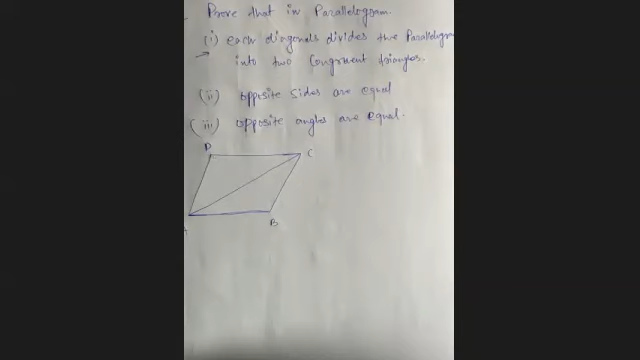 Prove that in Parallelogram.
(i) each diagonals divides the Parallelogram
into two Congruent triangles.
(ii) opposite sides are equal
(iii) opposite angles are equal.
D
C
A
B